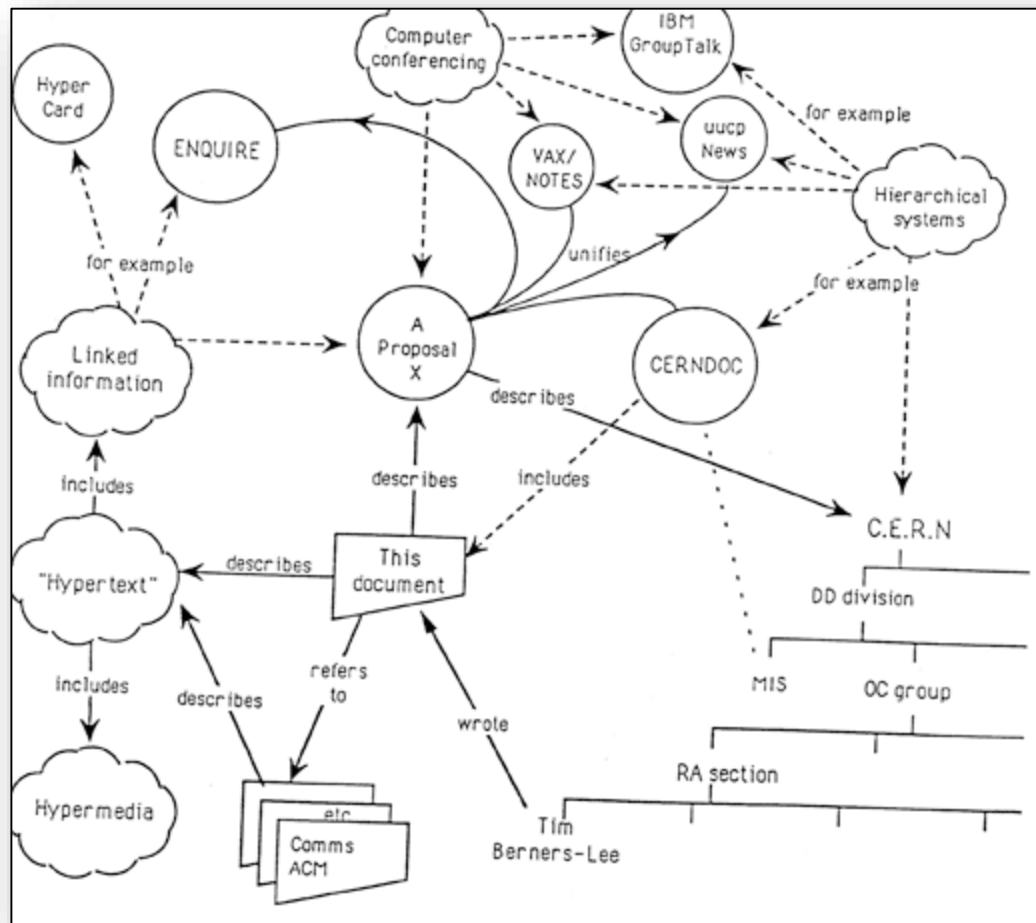 IBM
GroupTalk
Computer
conferencing
Hyper
Card
ENQUIRE
VAX/
NOTES
uucp
News
for example
Hierarchical
systems
unifies
for example
for example
A
Proposal
X
CERNDOC
Linked
information
describes
includes
describes
includes
C.E.R.N
This
document
describes
"Hypertext"
DD division
refers
to
includes
describes
MIS
OC group
wrote
RA section
Hypermedia
etc
Comms
ACM
Tim
Berners-Lee